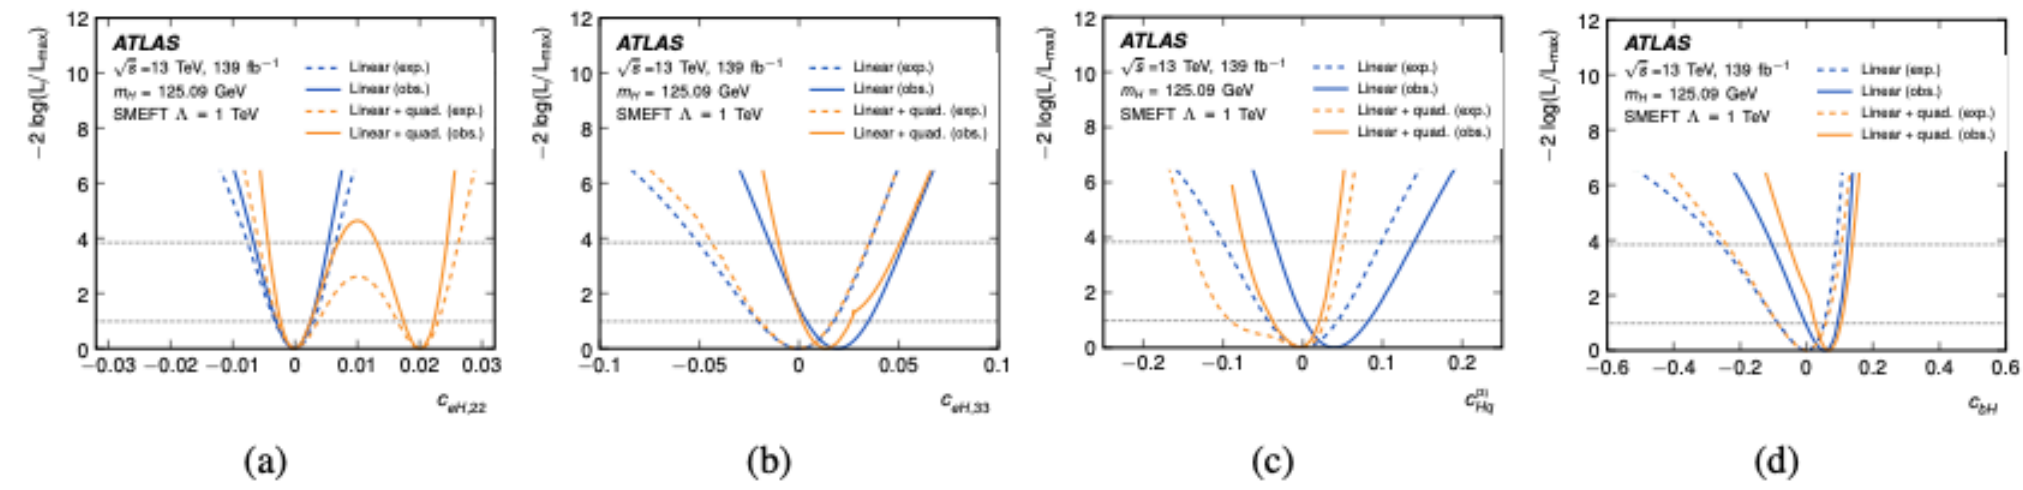 12
10
8
6
4
2
0
−2 log(L/L_max)
ATLAS
√s =13 TeV, 139 fb⁻¹
m_H = 125.09 GeV
SMEFT Λ = 1 TeV
Linear (exp.)
Linear (obs.)
Linear + quad. (exp.)
Linear + quad. (obs.)
−0.03 −0.02 −0.01 0 0.01 0.02 0.03
c_eH,22
(a)
12
10
8
6
4
2
0
−2 log(L/L_max)
ATLAS
√s =13 TeV, 139 fb⁻¹
m_H = 125.09 GeV
SMEFT Λ = 1 TeV
Linear (exp.)
Linear (obs.)
Linear + quad. (exp.)
Linear + quad. (obs.)
−0.1 −0.05 0 0.05 0.1
c_eH,33
(b)
12
10
8
6
4
2
0
−2 log(L/L_max)
ATLAS
√s =13 TeV, 139 fb⁻¹
m_H = 125.09 GeV
SMEFT Λ = 1 TeV
Linear (exp.)
Linear (obs.)
Linear + quad. (exp.)
Linear + quad. (obs.)
−0.2 −0.1 0 0.1 0.2
c_Hq
(c)
12
10
8
6
4
2
0
−2 log(L/L_max)
ATLAS
√s =13 TeV, 139 fb⁻¹
m_H = 125.09 GeV
SMEFT Λ = 1 TeV
Linear (exp.)
Linear (obs.)
Linear + quad. (exp.)
Linear + quad. (obs.)
−0.6 −0.4 −0.2 0 0.2 0.4 0.6
c_bH
(d)